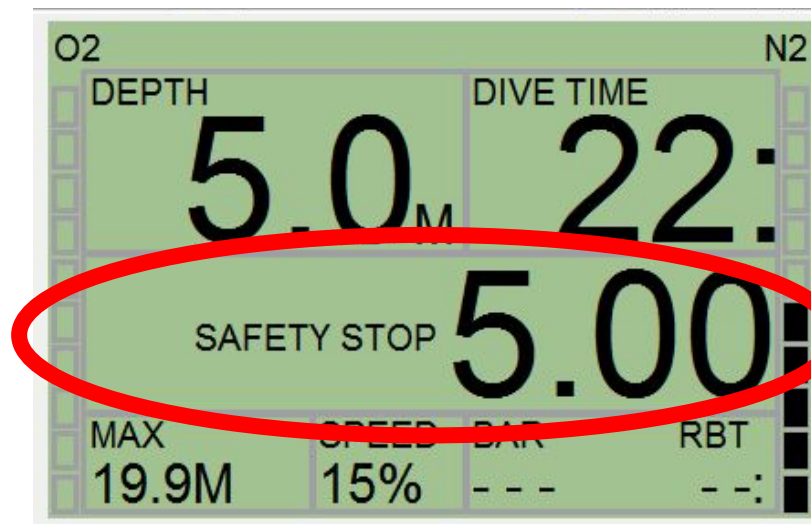 O2 N2
DEPTH DIVE TIME
5.0M 22:
SAFETY STOP 5.00
MAX SPEED BAR RBT
19.9M 15% --- --: